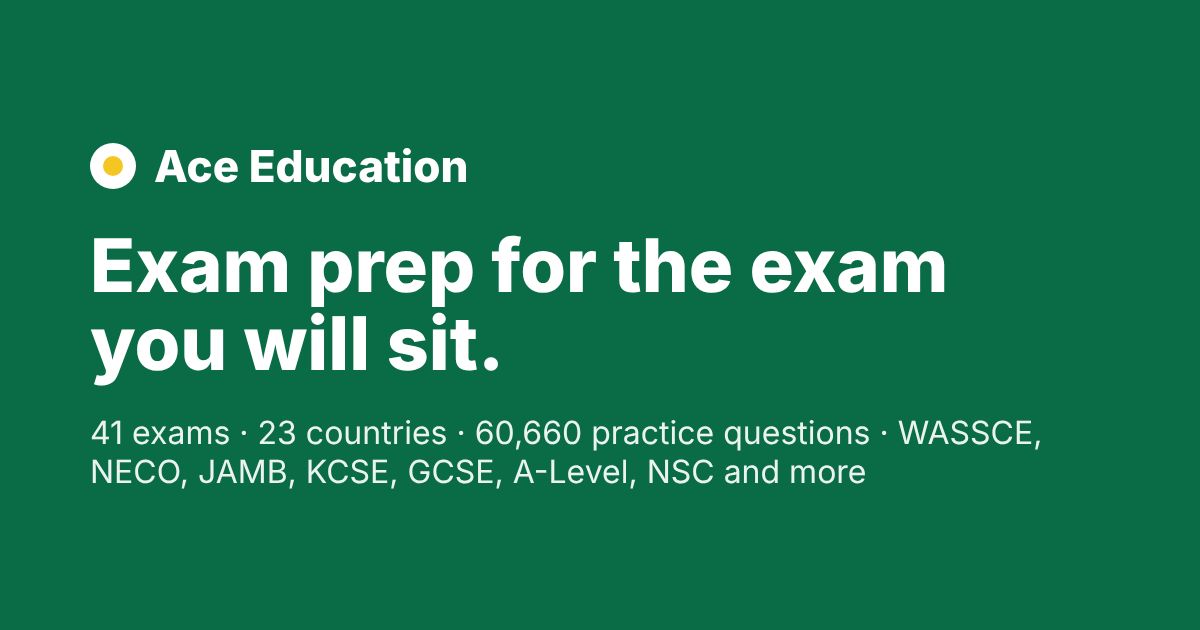 Ace Education
Exam prep for the exam
you will sit.
41 exams · 23 countries · 60,660 practice questions · WASSCE,
NECO, JAMB, KCSE, GCSE, A-Level, NSC and more